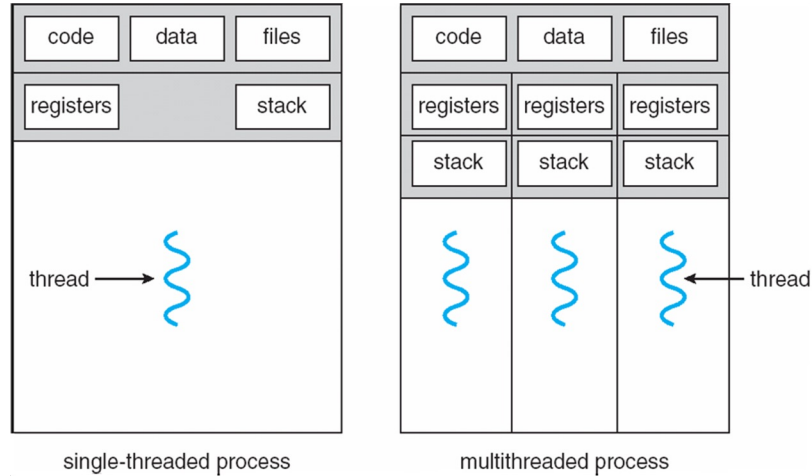 code data files
registers stack
thread
single-threaded process
code data files
registers registers registers
stack stack stack
thread
multithreaded process